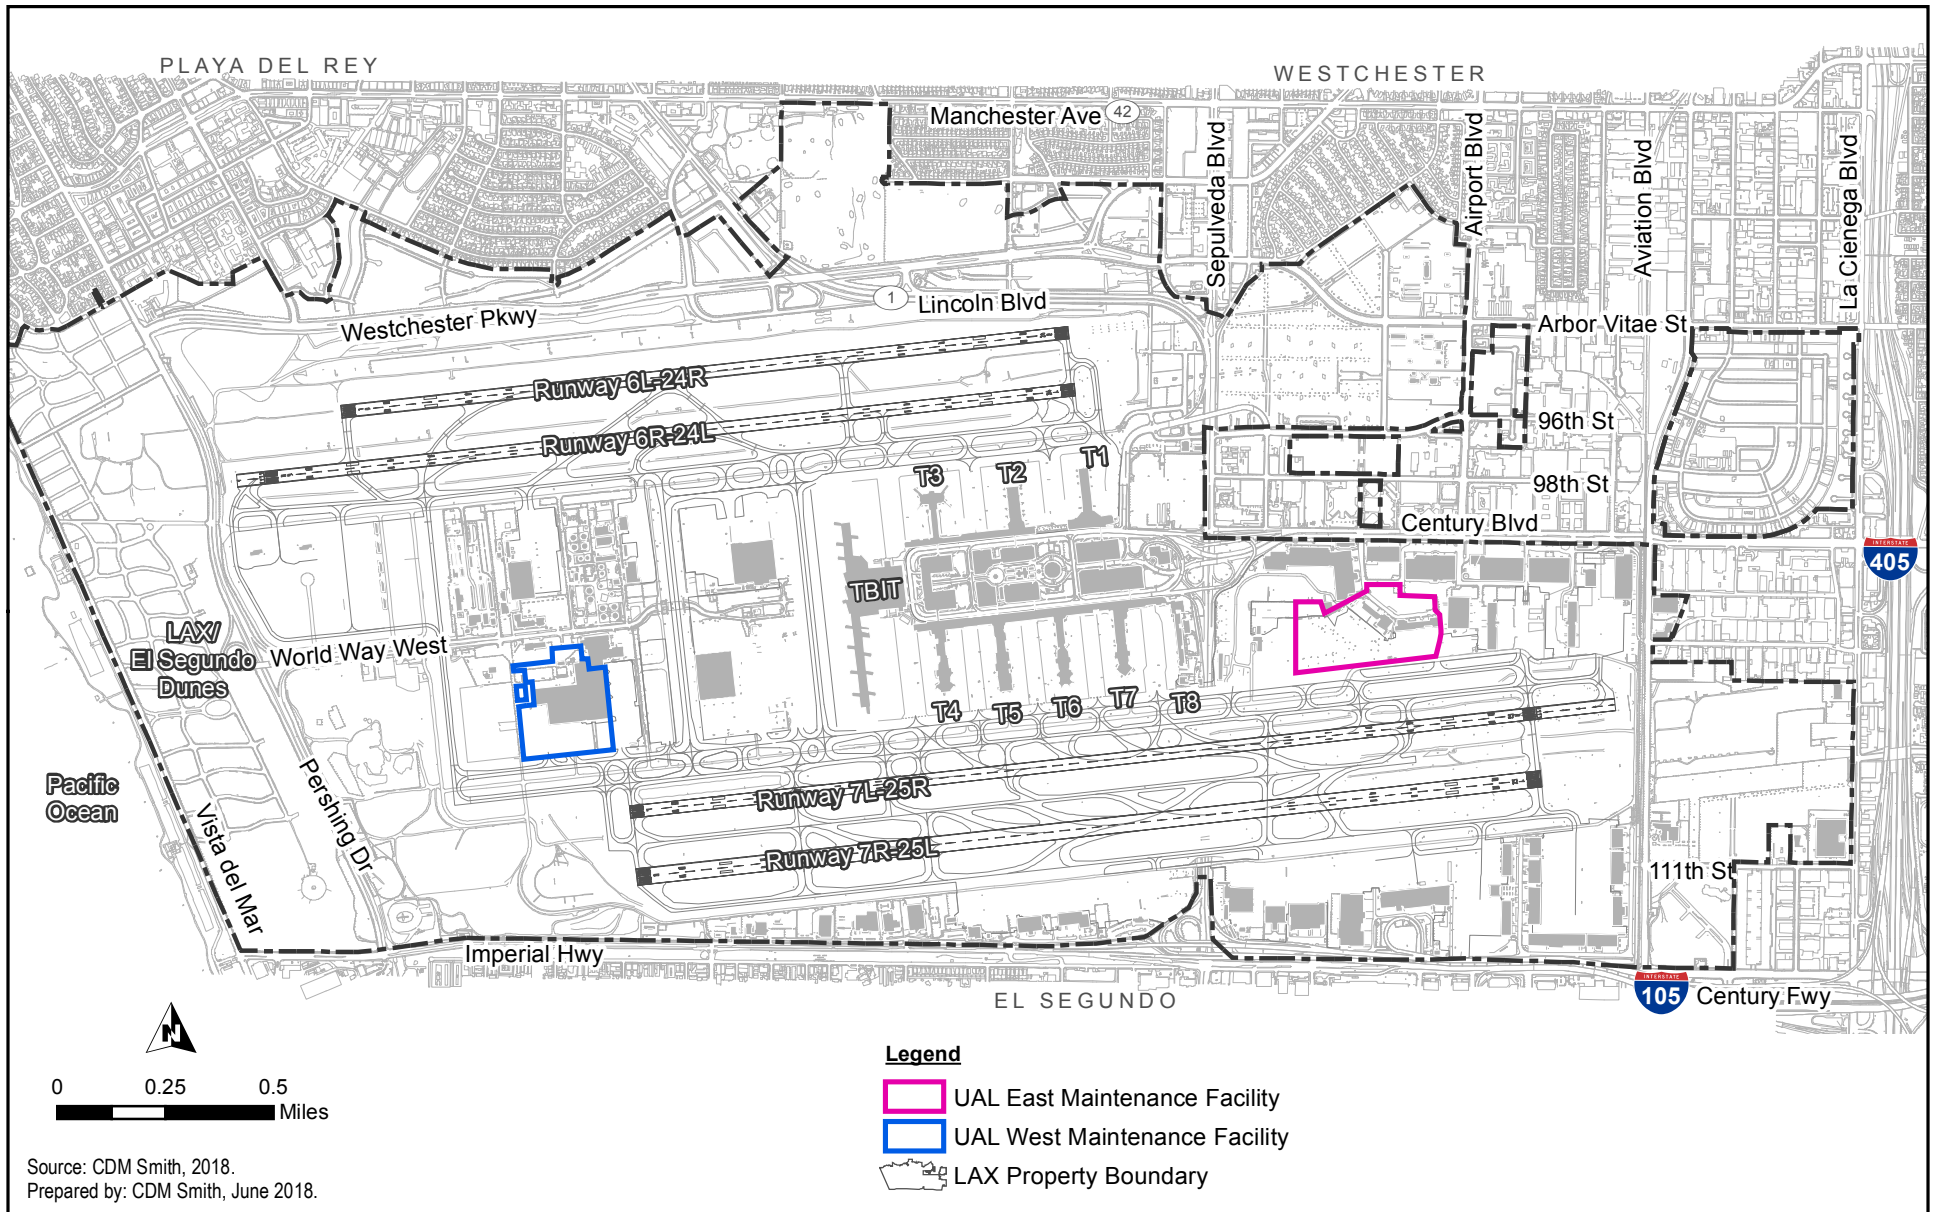 PLAYA DEL REY
WESTCHESTER
Manchester Ave
42
Sepulveda Blvd
Airport Blvd
Aviation Blvd
La Cienega Blvd
1
Lincoln Blvd
Westchester Pkwy
Arbor Vitae St
Runway 6L-24R
Runway 6R-24L
96th St
98th St
Century Blvd
T3
T2
T1
TBIT
INTERSTATE
405
LAX/
El Segundo
Dunes
World Way West
T4
T5
T6
T7
T8
Pacific
Ocean
Vista del Mar
Pershing Dr
Runway 7L-25R
Runway 7R-25L
111th St
Imperial Hwy
EL SEGUNDO
INTERSTATE
105
Century Fwy
N
0 0.25 0.5
Miles
Legend
UAL East Maintenance Facility
UAL West Maintenance Facility
LAX Property Boundary
Source: CDM Smith, 2018.
Prepared by: CDM Smith, June 2018.